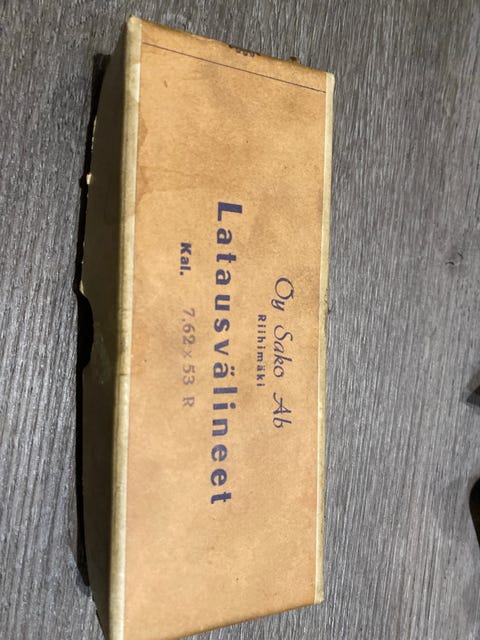 Oy Sako Ab
Riihimäki
Latausvälineet
Kal. 7,62 x 53 R